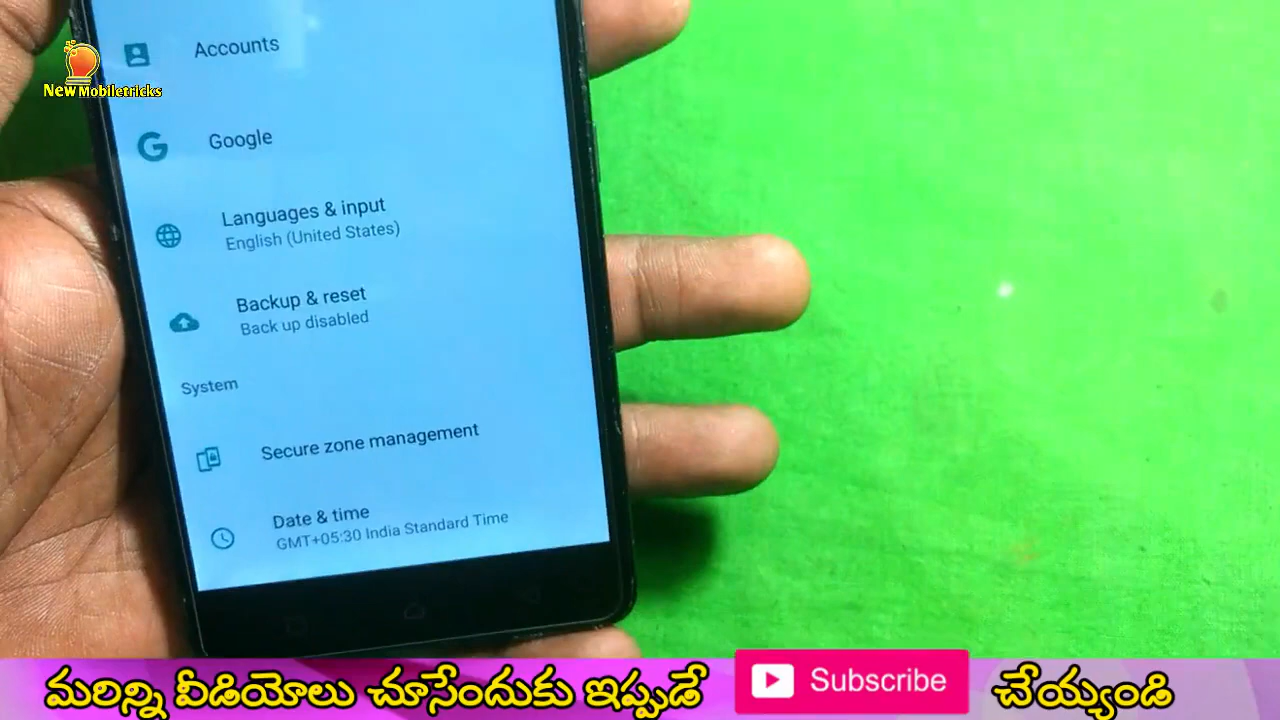 New Mobiletricks
Accounts
Google
Languages & input
English (United States)
Backup & reset
Back up disabled
System
Secure zone management
Date & time
GMT+05:30 India Standard Time
మరిన్ని వీడియోలు చూసేందుకు ఇప్పుడే Subscribe చేయ్యండి